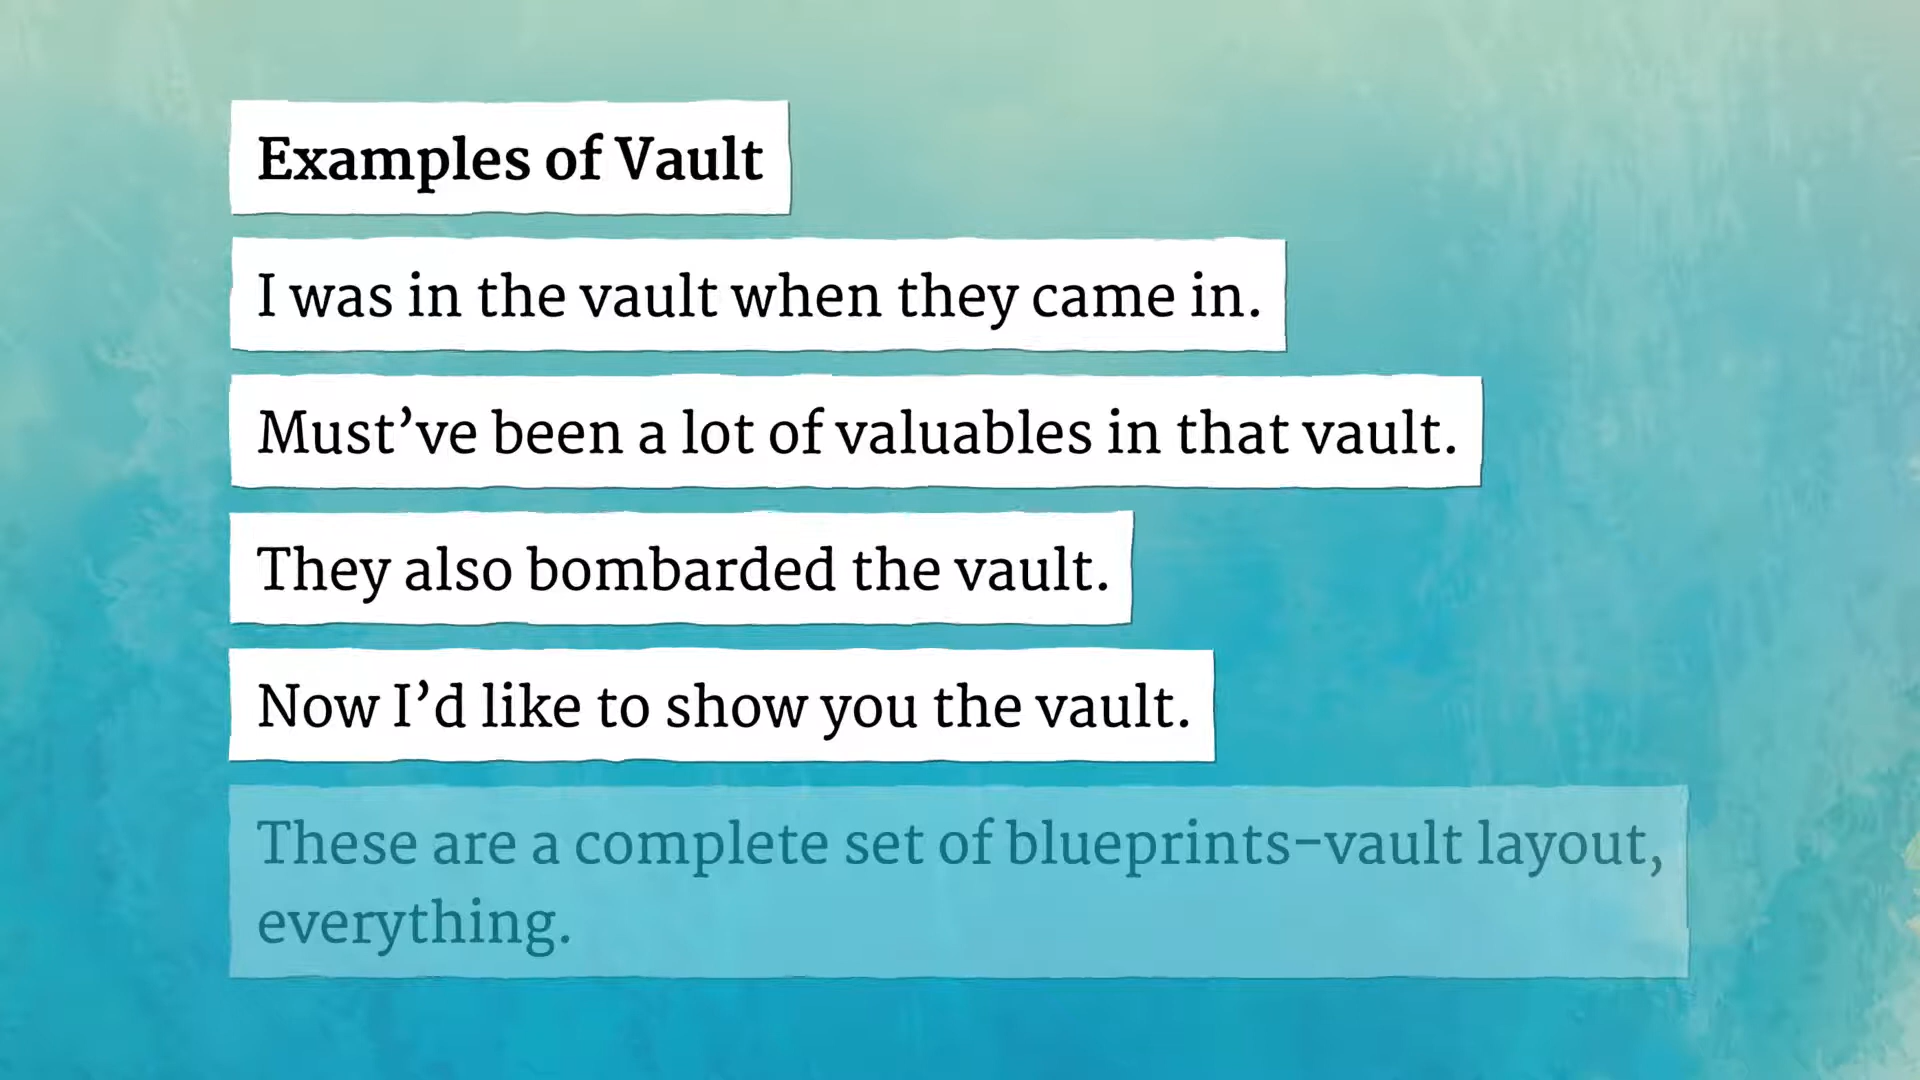 Examples of Vault
I was in the vault when they came in.
Must’ve been a lot of valuables in that vault.
They also bombarded the vault.
Now I’d like to show you the vault.
These are a complete set of blueprints–vault layout,
everything.